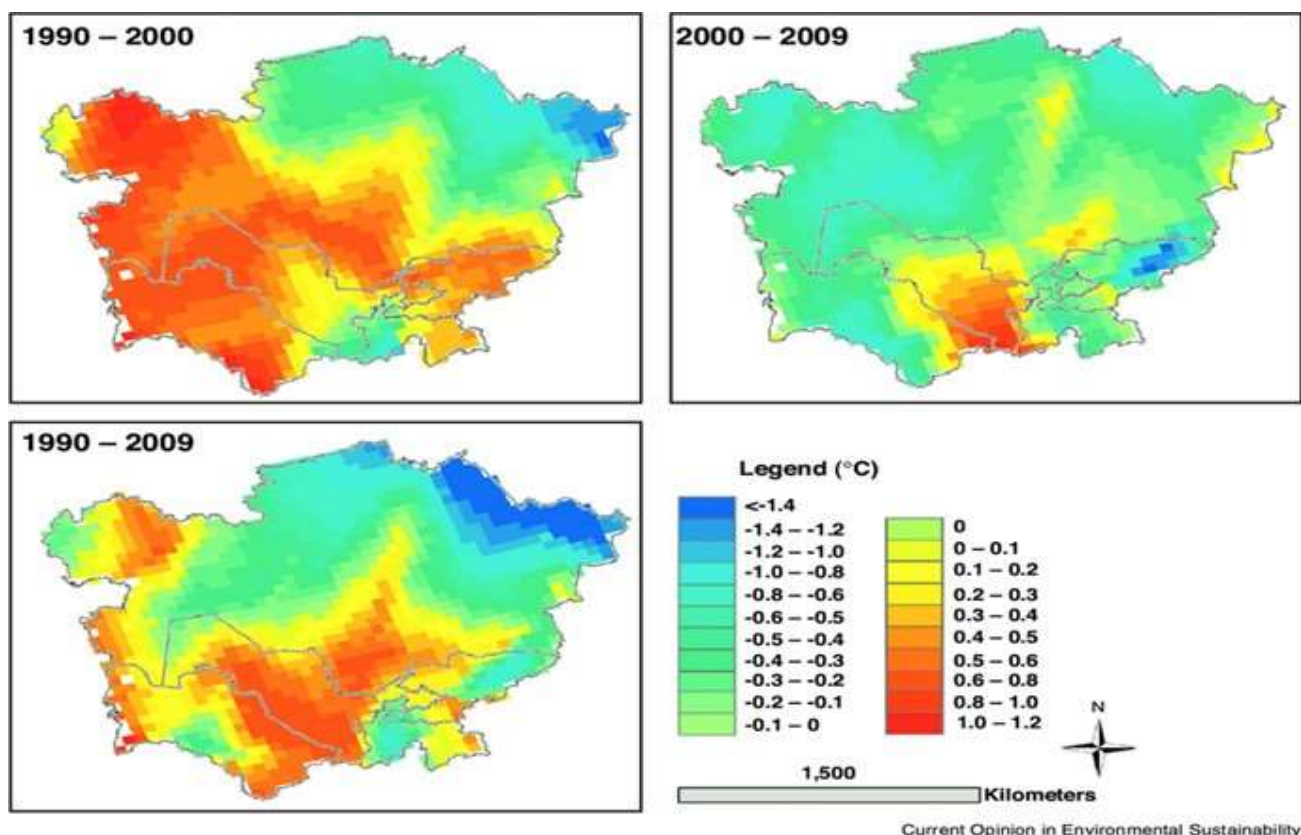 1990 – 2000
2000 – 2009
1990 – 2009
Legend (°C)
<-1.4
-1.4 – -1.2
-1.2 – -1.0
-1.0 – -0.8
-0.8 – -0.6
-0.6 – -0.5
-0.5 – -0.4
-0.4 – -0.3
-0.3 – -0.2
-0.2 – -0.1
-0.1 – 0
0
0 – 0.1
0.1 – 0.2
0.2 – 0.3
0.3 – 0.4
0.4 – 0.5
0.5 – 0.6
0.6 – 0.8
0.8 – 1.0
1.0 – 1.2
N
1,500
Kilometers
Current Opinion in Environmental Sustainability